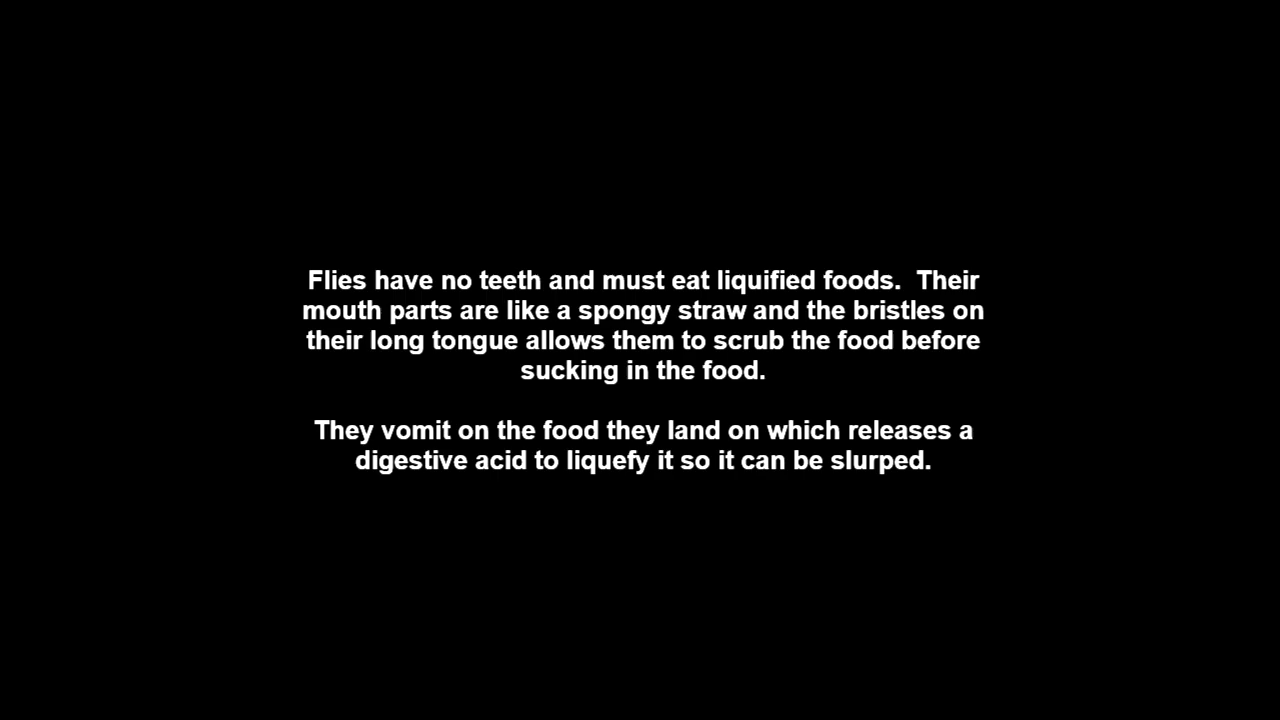 Flies have no teeth and must eat liquified foods.  Their
mouth parts are like a spongy straw and the bristles on
their long tongue allows them to scrub the food before
sucking in the food.
They vomit on the food they land on which releases a
digestive acid to liquefy it so it can be slurped.